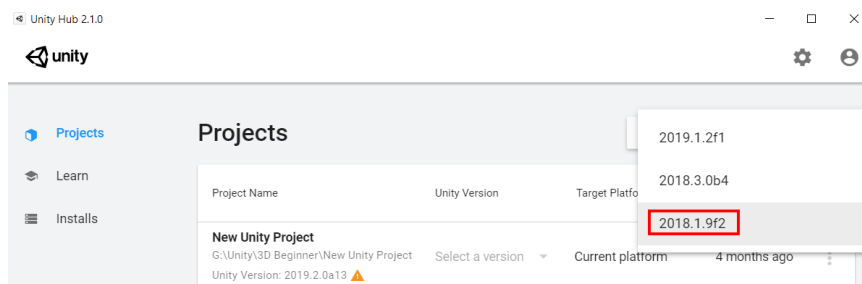 Unity Hub 2.1.0
unity
Projects
Learn
Installs
Projects
2019.1.2f1
2018.3.0b4
2018.1.9f2
Project Name Unity Version Target Platfo
New Unity Project
G:\Unity\3D Beginner\New Unity Project Select a version Current platform 4 months ago
Unity Version: 2019.2.0a13